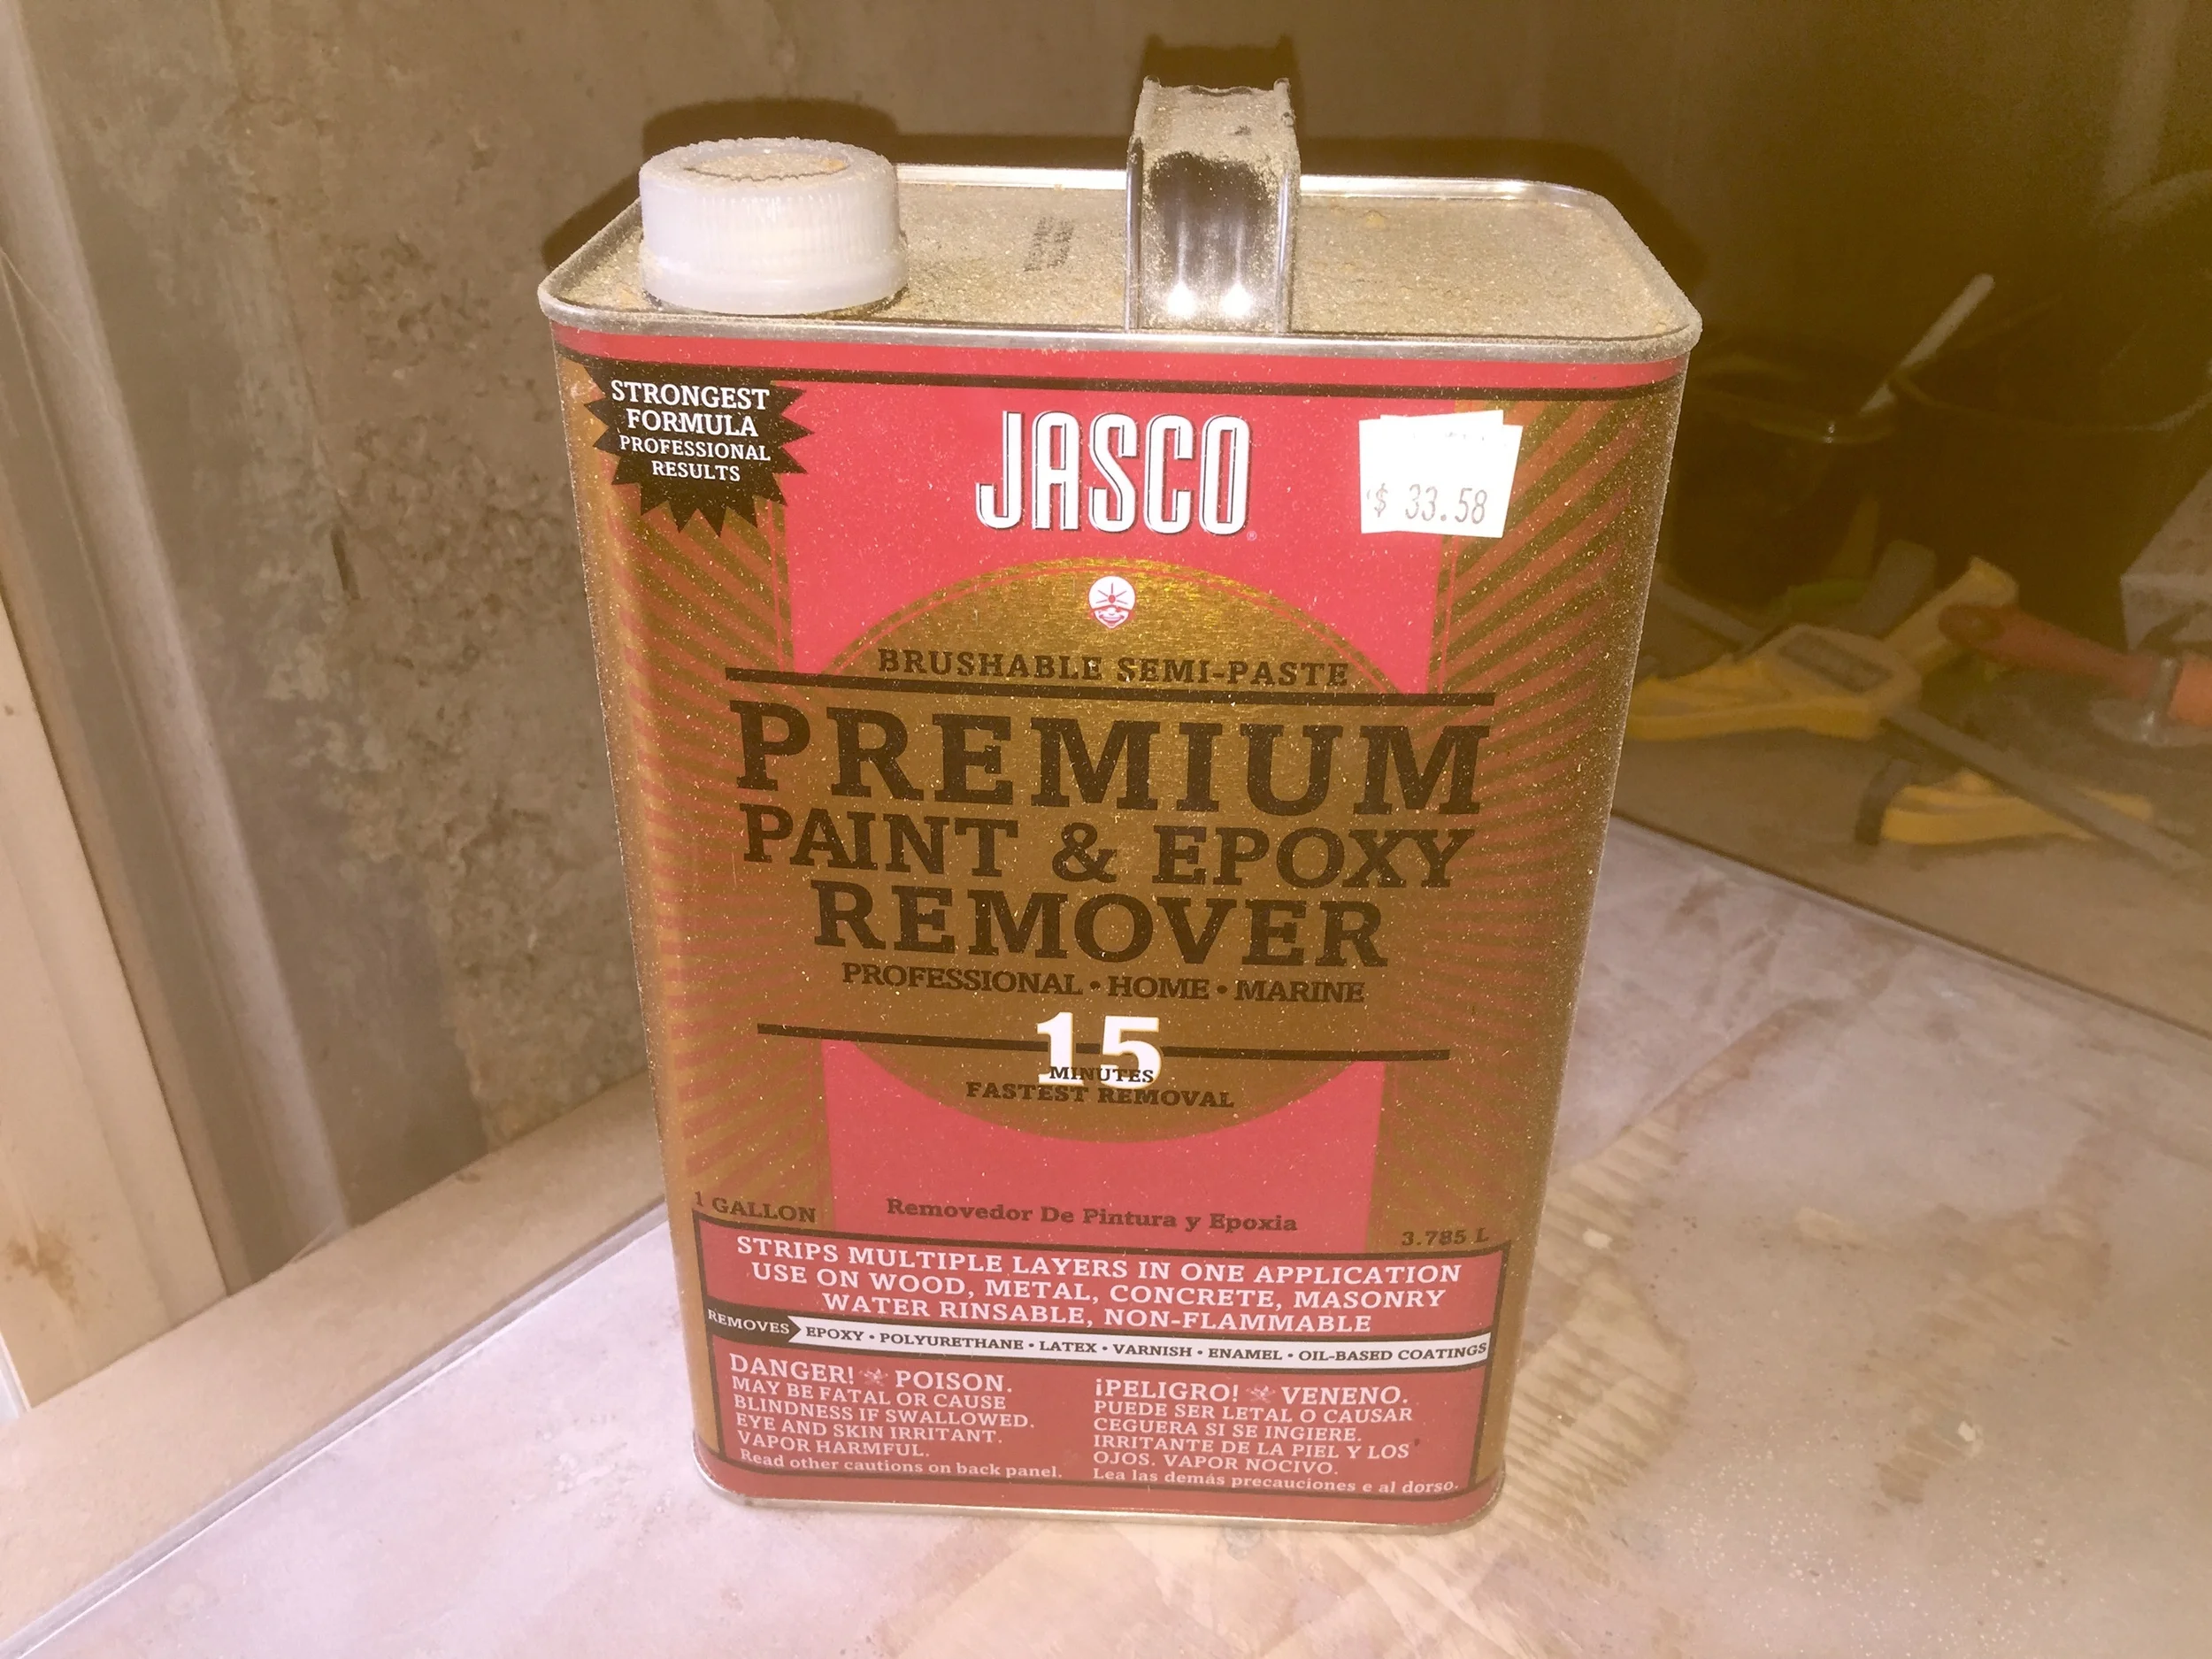 STRONGEST
FORMULA
PROFESSIONAL
RESULTS
JASCO
$ 33.58
BRUSHABLE SEMI-PASTE
PREMIUM
PAINT & EPOXY
REMOVER
PROFESSIONAL • HOME • MARINE
15
MINUTES
FASTEST REMOVAL
1 GALLON
Removedor De Pintura y Epoxia
3.785 L
STRIPS MULTIPLE LAYERS IN ONE APPLICATION
USE ON WOOD, METAL, CONCRETE, MASONRY
WATER RINSABLE, NON-FLAMMABLE
REMOVES EPOXY • POLYURETHANE • LATEX • VARNISH • ENAMEL • OIL-BASED COATINGS
DANGER! POISON.
MAY BE FATAL OR CAUSE
BLINDNESS IF SWALLOWED.
EYE AND SKIN IRRITANT.
VAPOR HARMFUL.
Read other cautions on back panel.
¡PELIGRO! VENENO.
PUEDE SER LETAL O CAUSAR
CEGUERA SI SE INGIERE.
IRRITANTE DE LA PIEL Y LOS
OJOS. VAPOR NOCIVO.
Lea las demás precauciones e al dorso.